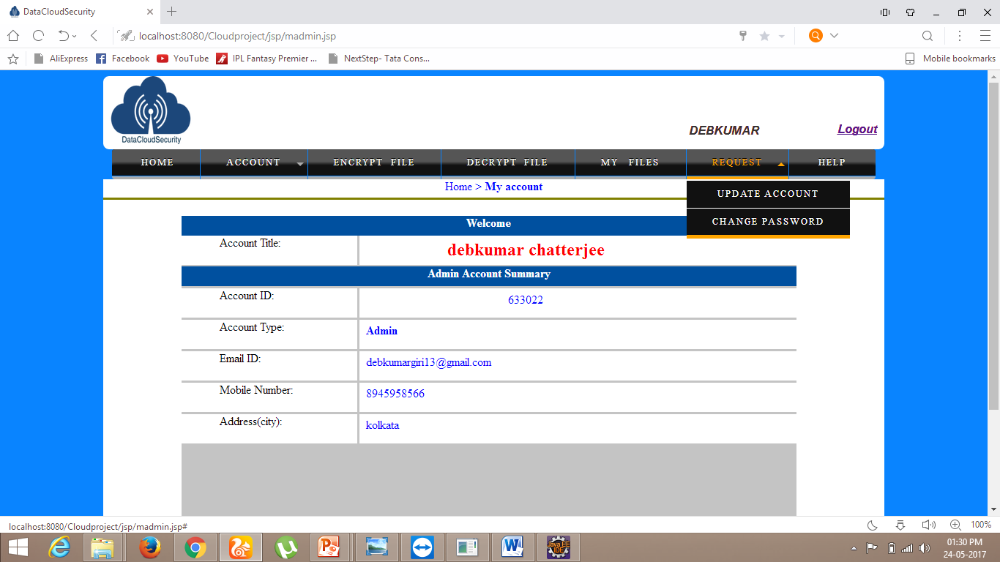 DataCloudSecurity
localhost:8080/Cloudproject/jsp/madmin.jsp
AliExpress Facebook YouTube IPL Fantasy Premier ... NextStep- Tata Cons... Mobile bookmarks
DataCloudSecurity
DEBKUMAR Logout
HOME ACCOUNT ENCRYPT FILE DECRYPT FILE MY FILES REQUEST HELP
Home > My account
UPDATE ACCOUNT
CHANGE PASSWORD
Welcome
Account Title: debkumar chatterjee
Admin Account Summary
Account ID: 633022
Account Type: Admin
Email ID: debkumargiri13@gmail.com
Mobile Number: 8945958566
Address(city): kolkata
localhost:8080/Cloudproject/jsp/madmin.jsp# 100%
Java EE
IDE
01:30 PM
24-05-2017